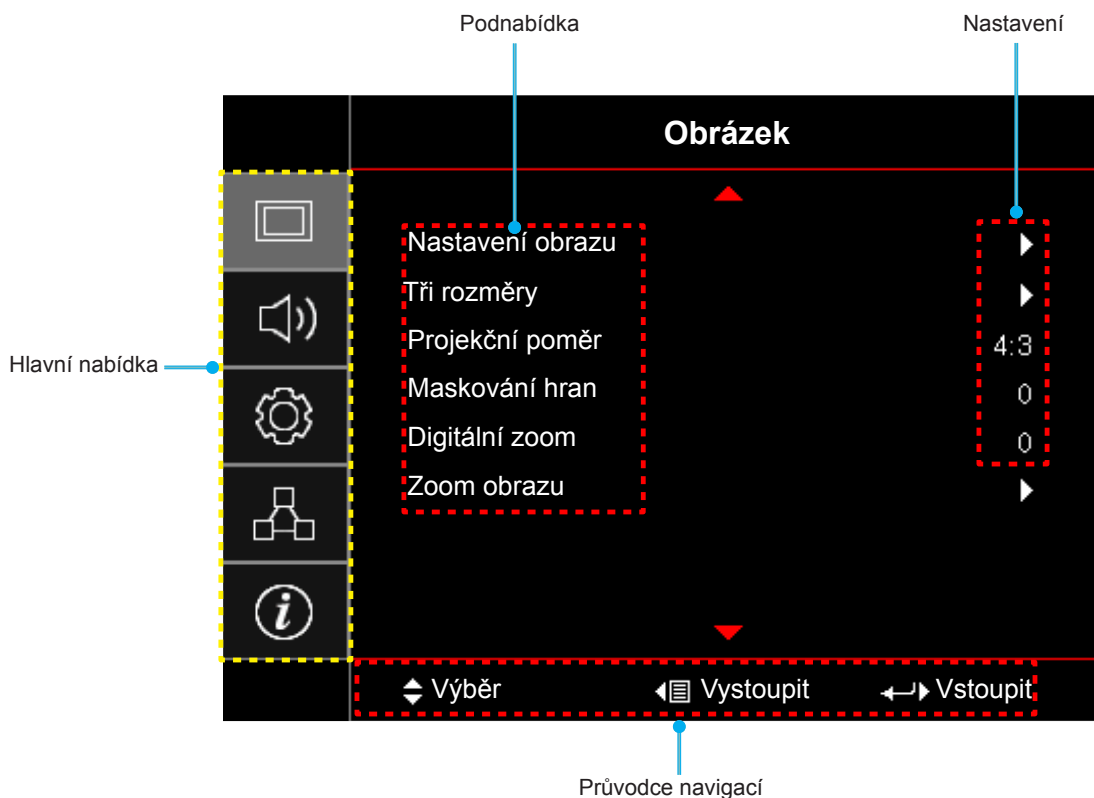 Podnabídka
Nastavení
Obrázek
Nastavení obrazu
Tři rozměry
Projekční poměr 4:3
Maskování hran 0
Digitální zoom 0
Zoom obrazu
Hlavní nabídka
i
Výběr Vystoupit Vstoupit
Průvodce navigací